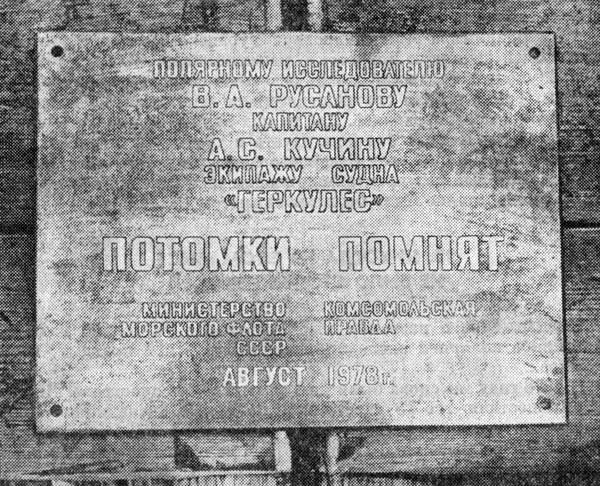 ПОЛЯРНОМУ ИССЛЕДОВАТЕЛЮ
В. А. РУСАНОВУ
КАПИТАНУ
А. С. КУЧИНУ
ЭКИПАЖУ СУДНА
«ГЕРКУЛЕС»
ПОТОМКИ ПОМНЯТ
МИНИСТЕРСТВО
МОРСКОГО ФЛОТА
СССР
КОМСОМОЛЬСКАЯ
ПРАВДА
АВГУСТ 1978 г.